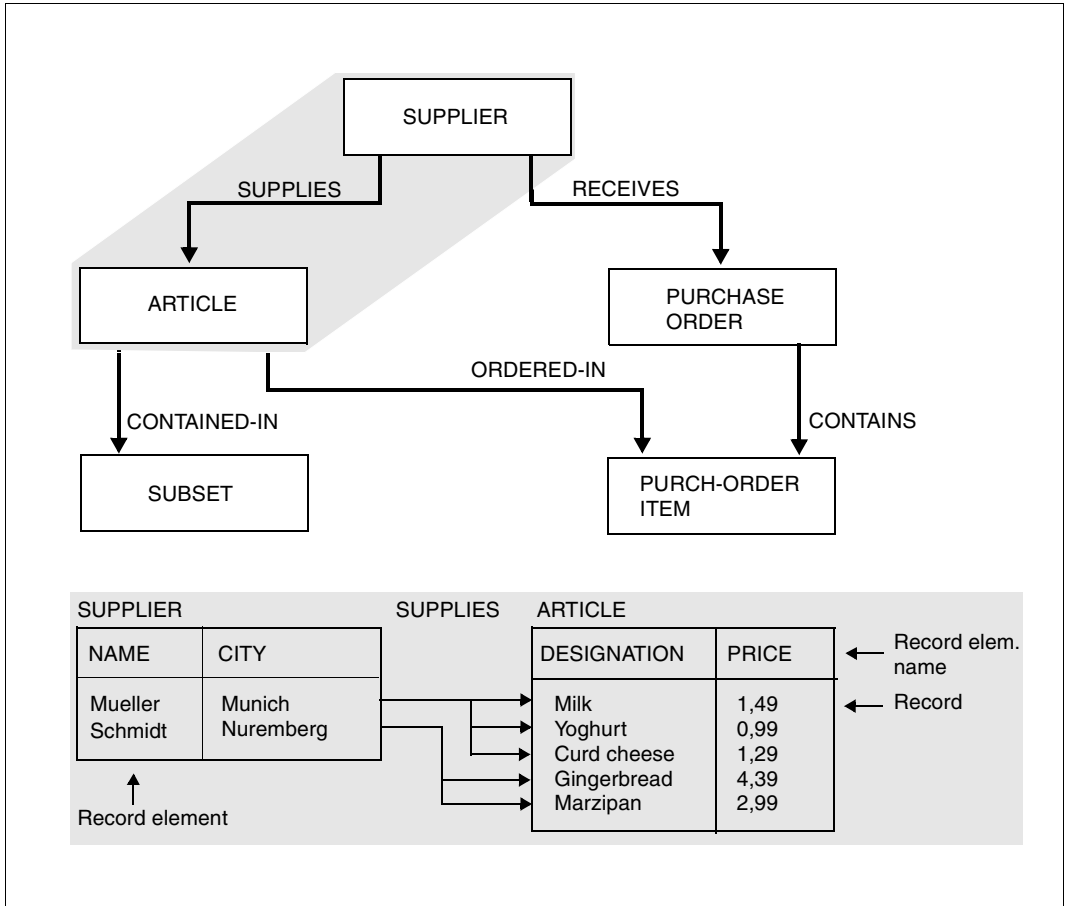 SUPPLIER
SUPPLIES
RECEIVES
ARTICLE
PURCHASE
ORDER
ORDERED-IN
CONTAINED-IN
CONTAINS
SUBSET
PURCH-ORDER
ITEM
SUPPLIER SUPPLIES ARTICLE
NAME CITY DESIGNATION PRICE Record elem.
name
Mueller Munich Milk 1,49 Record
Schmidt Nuremberg Yoghurt 0,99
Curd cheese 1,29
Gingerbread 4,39
Marzipan 2,99
Record element